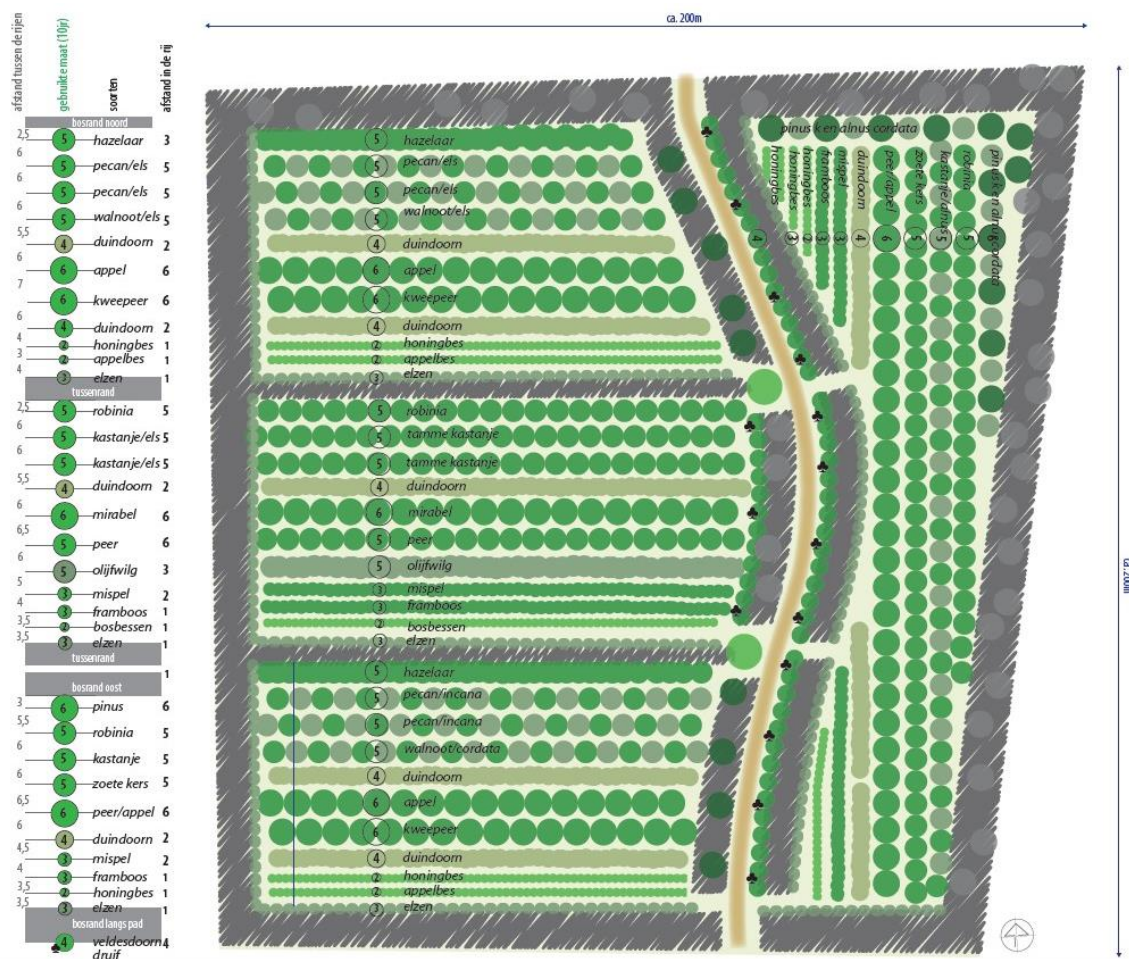 ca. 200m
afstand tussen de rijen
gebruikte maat (10jr)
soorten
afstand in de rij
bosrand noord
2,5
5 hazelaar 3
6
5 pecan/els 5
6
5 pecan/els 5
6
5 walnoot/els 5
5,5
4 duindoorn 2
6
6 appel 6
7
6 kweepeer 6
6
4 duindoorn 2
4
2 honingbes 1
3
2 appelbes 1
4
3 elzen 1
tussenrand
2,5
5 robinia 5
6
5 kastanje/els 5
6
5 kastanje/els 5
5,5
4 duindoorn 2
6
6 mirabel 6
6,5
5 peer 6
6
5 olijfwilg 3
5
3 mispel 2
4
3 framboos 1
3,5
2 bosbessen 1
3,5
3 elzen 1
tussenrand
1
bosrand oost
3
6 pinus 6
5,5
5 robinia 5
6
5 kastanje 5
6
5 zoete kers 5
6,5
6 peer/appel 6
6
4 duindoorn 2
4,5
3 mispel 2
4
3 framboos 1
3,5
2 honingbes 1
3,5
3 elzen 1
bosrand langs pad
4 veldesdoorn 4
druif
5 hazelaar
5 pecan/els
5 pecan/els
5 walnoot/els
4 duindoorn
6 appel
6 kweepeer
4 duindoorn
2 honingbes
2 appelbes
3 elzen
5 robinia
5 tamme kastanje
5 tamme kastanje
4 duindoorn
6 mirabel
5 peer
5 olijfwilg
3 mispel
3 framboos
2 bosbessen
3 elzen
5 hazelaar
5 pecan/incana
5 pecan/incana
5 walnoot/cordata
4 duindoorn
6 appel
6 kweepeer
4 duindoorn
2 honingbes
2 appelbes
3 elzen
pinus k en alnus cordata
honingbes 4
honingbes 3
honingbes 2
framboos 3
mispel 3
duindoorn 4
peer/appel 6
zoete kers 5
kastanje/alnus 5
robinia 5
pinus k en alnus cordata 6
ca. 200m